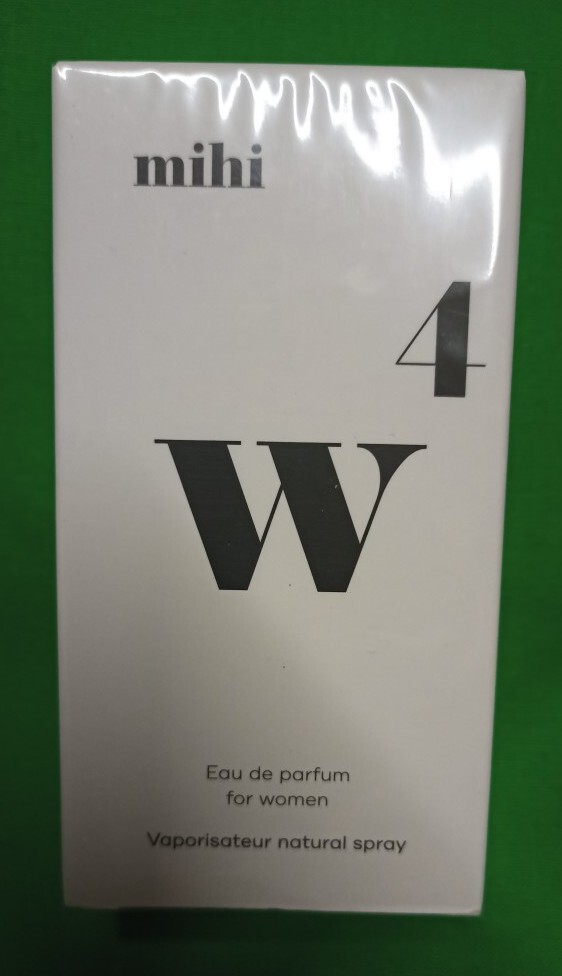 mihi
4
W
Eau de parfum
for women
Vaporisateur natural spray